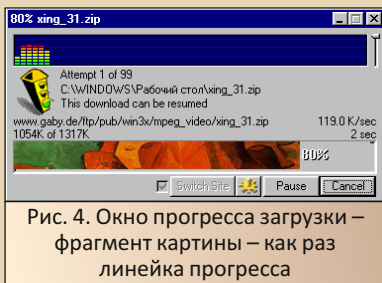 80% xing_31.zip
Attempt 1 of 99
C:\WINDOWS\Рабочий стол\xing_31.zip
This download can be resumed
www.gaby.de/ftp/pub/win3x/mpeg_video/xing_31.zip 119.0 K/sec
1054K of 1317K 2 sec
80%
Switch Site Pause Cancel
Рис. 4. Окно прогресса загрузки –
фрагмент картины – как раз
линейка прогресса